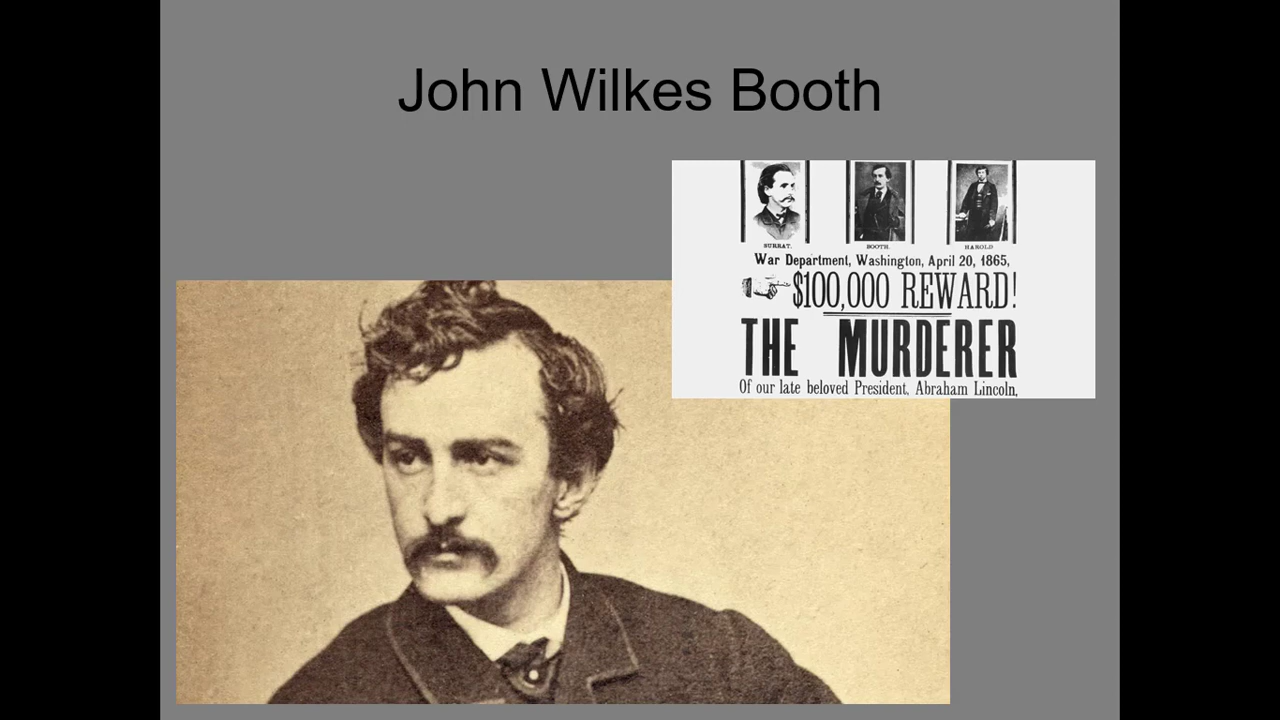 John Wilkes Booth
SURRAT. BOOTH. HAROLD
War Department, Washington, April 20, 1865,
$100,000 REWARD!
THE MURDERER
Of our late beloved President, Abraham Lincoln,